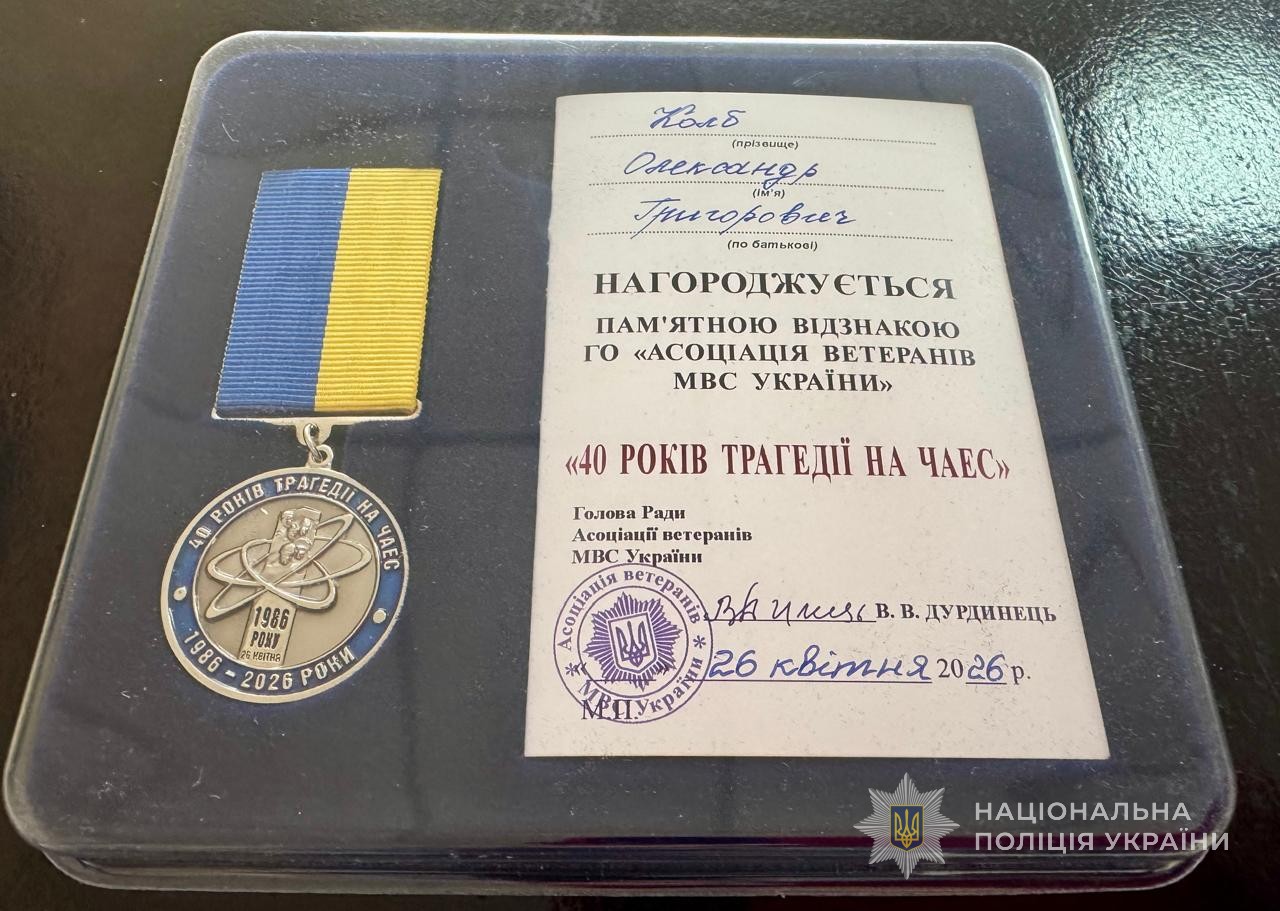 Колб
(прізвище)
Олександр
(ім'я)
Григорович
(по батькові)
НАГОРОДЖУЄТЬСЯ
ПАМ'ЯТНОЮ ВІДЗНАКОЮ
ГО «АСОЦІАЦІЯ ВЕТЕРАНІВ
МВС УКРАЇНИ»
«40 РОКІВ ТРАГЕДІЇ НА ЧАЕС»
Голова Ради
Асоціації ветеранів
МВС України
В. В. ДУРДИНЕЦЬ
« » 26 квітня 2026 р.
М.П.
Асоціація ветеранів
МВС України
40 РОКІВ ТРАГЕДІЇ НА ЧАЕС
1986
РОКУ
26 КВІТНЯ
1986 - 2026 РОКИ
НАЦІОНАЛЬНА
ПОЛІЦІЯ УКРАЇНИ